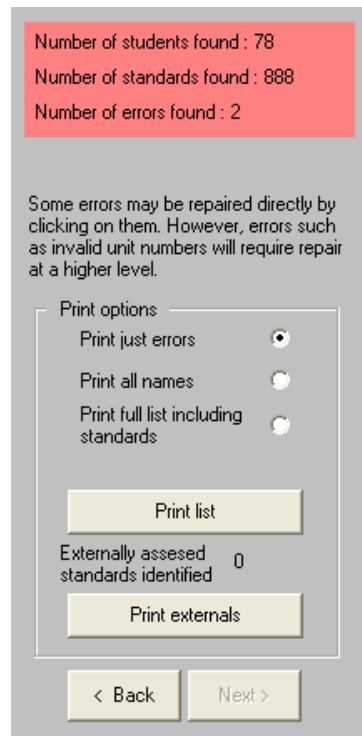 Number of students found : 78
Number of standards found : 888
Number of errors found : 2
Some errors may be repaired directly by
clicking on them. However, errors such
as invalid unit numbers will require repair
at a higher level.
Print options
Print just errors
Print all names
Print full list including
standards
Print list
Externally assesed
standards identified 0
Print externals
< Back Next >